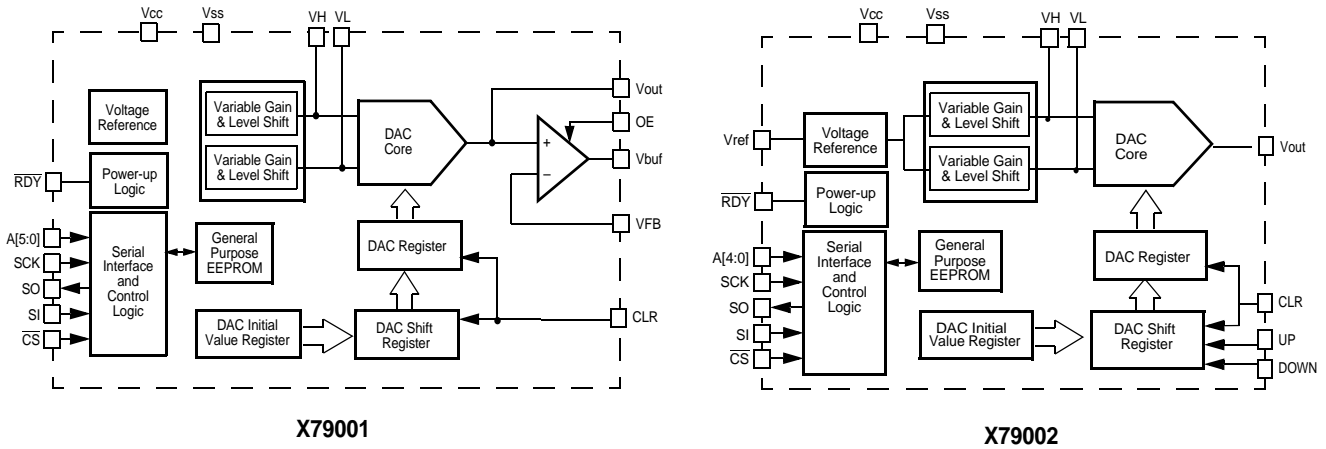 Vcc
Vss
VH
VL
Voltage
Reference
Variable Gain
& Level Shift
Variable Gain
& Level Shift
DAC
Core
Vout
OE
+
−
Vbuf
VFB
RDY
Power-up
Logic
A[5:0]
SCK
SO
SI
CS
Serial
Interface
and
Control
Logic
General
Purpose
EEPROM
DAC Register
DAC Initial
Value Register
DAC Shift
Register
CLR
X79001
Vcc
Vss
VH
VL
Vref
Voltage
Reference
Variable Gain
& Level Shift
Variable Gain
& Level Shift
DAC
Core
Vout
RDY
Power-up
Logic
A[4:0]
SCK
SO
SI
CS
Serial
Interface
and
Control
Logic
General
Purpose
EEPROM
DAC Register
DAC Initial
Value Register
DAC Shift
Register
CLR
UP
DOWN
X79002